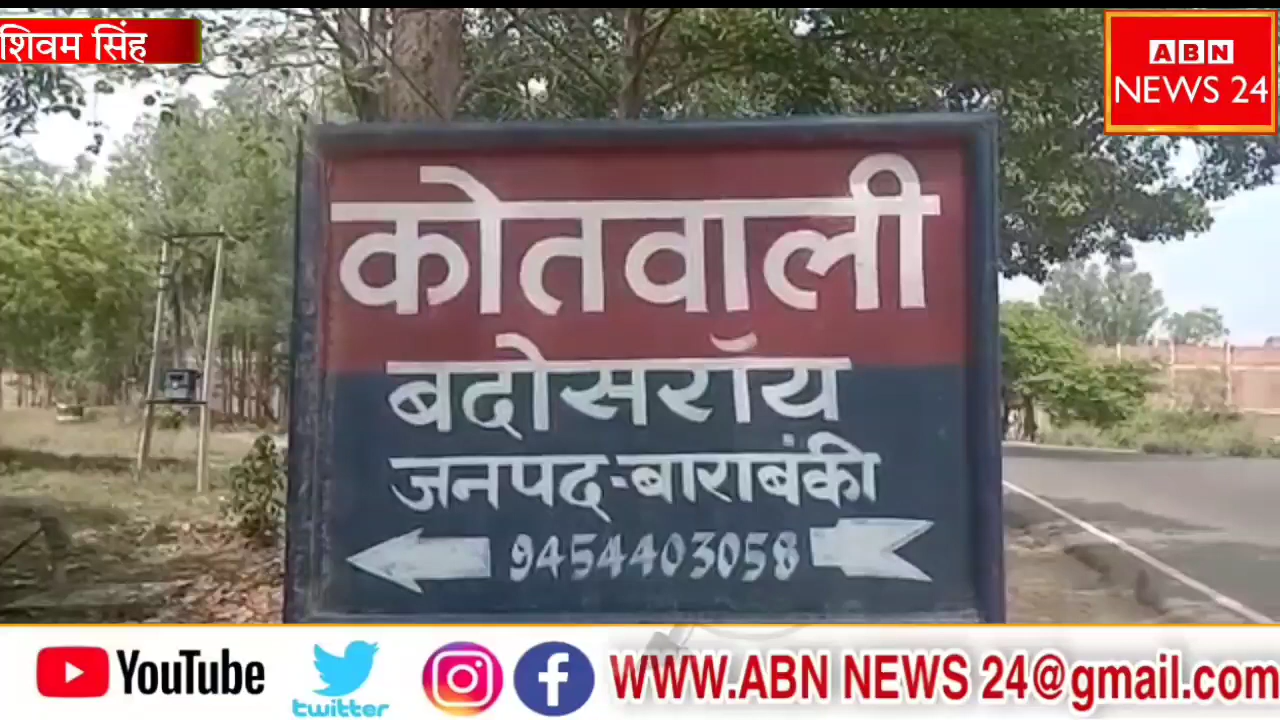 शिवम सिंह
ABN
NEWS 24
कोतवाली
बदोसरॉय
जनपद-बाराबंकी
9454403058
YouTube
twitter
WWW.ABN NEWS 24@gmail.com